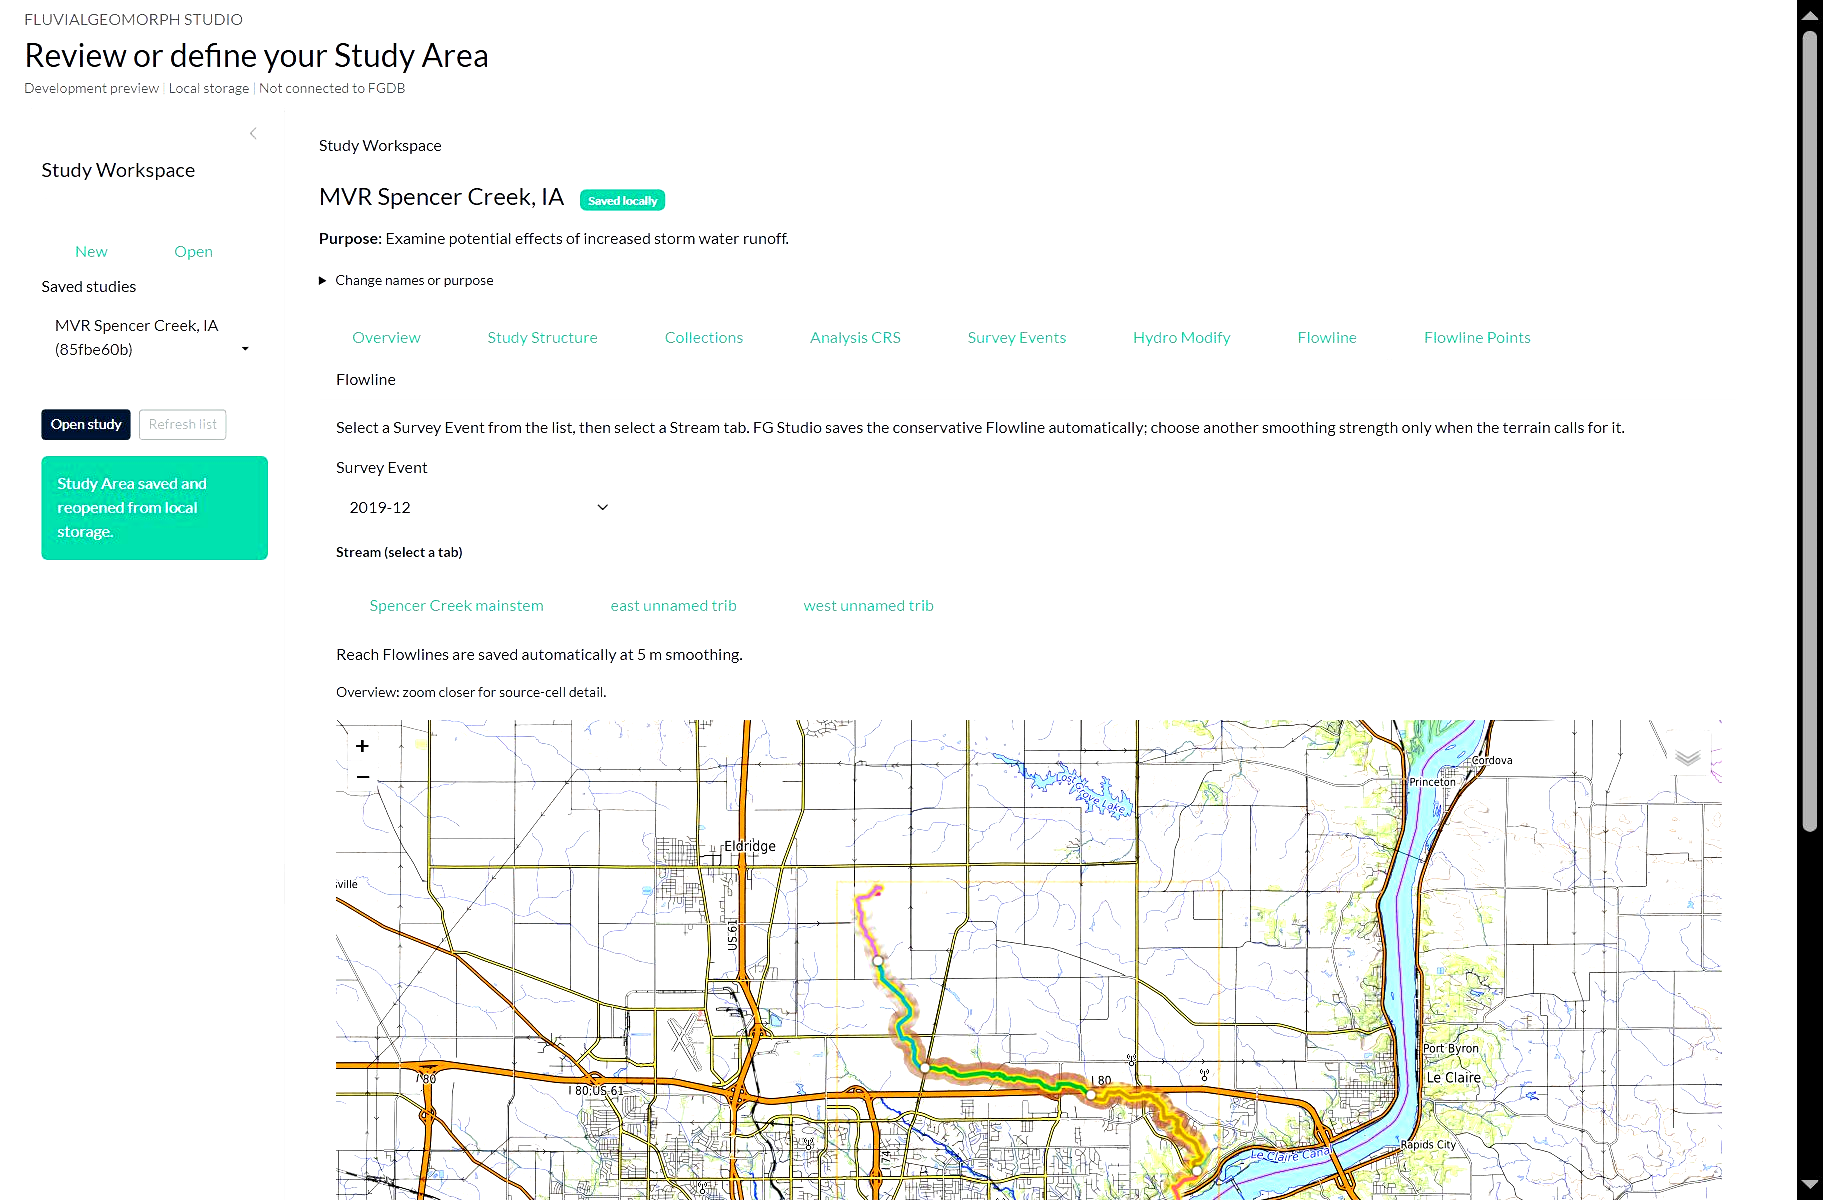 FLUVIALGEOMORPH STUDIO
Review or define your Study Area
Development preview | Local storage | Not connected to FGDB
Study Workspace
New
Open
Saved studies
MVR Spencer Creek, IA
(85fbe60b)
Open study
Refresh list
Study Area saved and
reopened from local
storage.
Study Workspace
MVR Spencer Creek, IA
Saved locally
Purpose: Examine potential effects of increased storm water runoff.
Change names or purpose
Overview
Study Structure
Collections
Analysis CRS
Survey Events
Hydro Modify
Flowline
Flowline Points
Flowline
Select a Survey Event from the list, then select a Stream tab. FG Studio saves the conservative Flowline automatically; choose another smoothing strength only when the terrain calls for it.
Survey Event
2019-12
Stream (select a tab)
Spencer Creek mainstem
east unnamed trib
west unnamed trib
Reach Flowlines are saved automatically at 5 m smoothing.
Overview: zoom closer for source-cell detail.
+
−
Cordova
Princeton
Lost Grove Lake
Eldridge
sville
US 61
Port Byron
Le Claire
I 80
I 80
I 80;US 61
Rapids City
Le Claire Canal
I 74